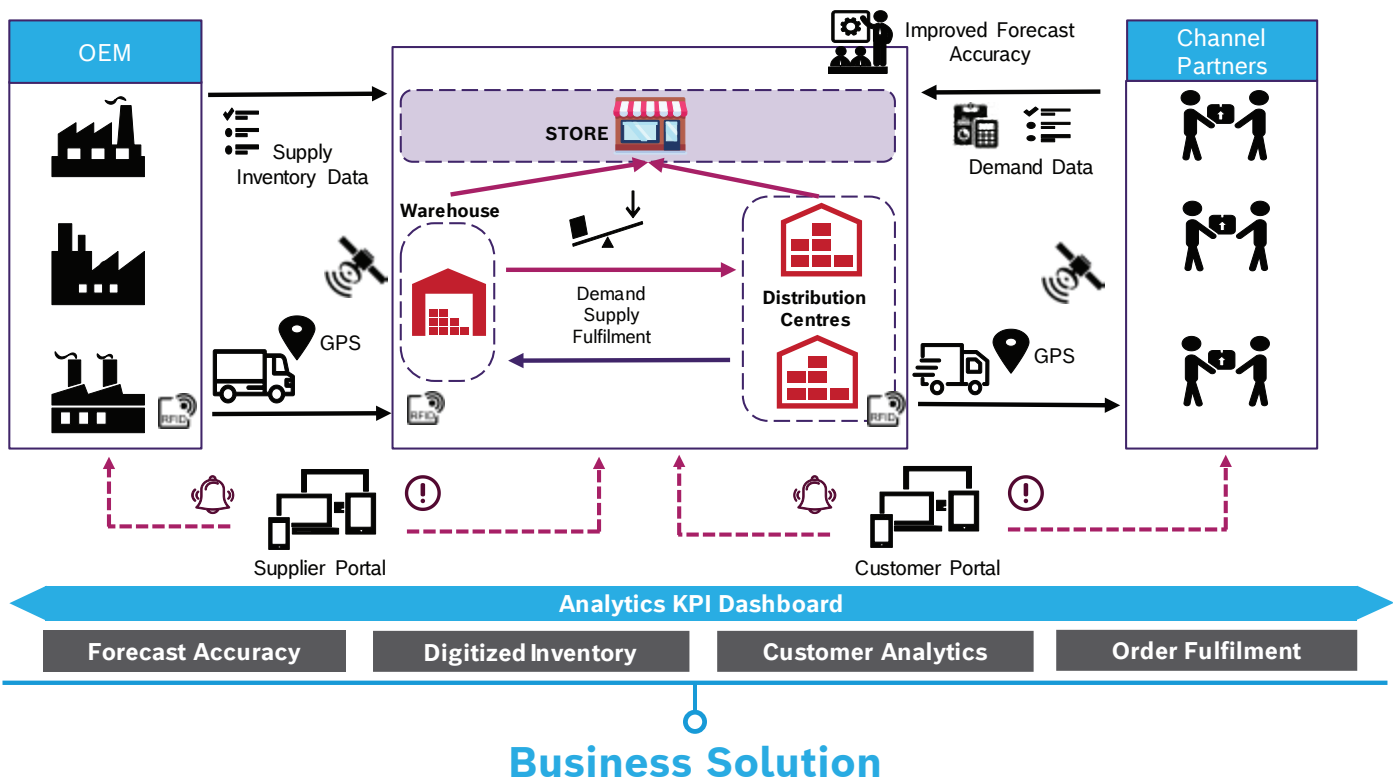 OEM
Improved Forecast
Accuracy
Channel
Partners
STORE
Supply
Inventory Data
Demand Data
Warehouse
Demand
Supply
Fulfilment
Distribution
Centres
GPS
GPS
RFID
RFID
RFID
Supplier Portal
Customer Portal
Analytics KPI Dashboard
Forecast Accuracy
Digitized Inventory
Customer Analytics
Order Fulfilment
Business Solution